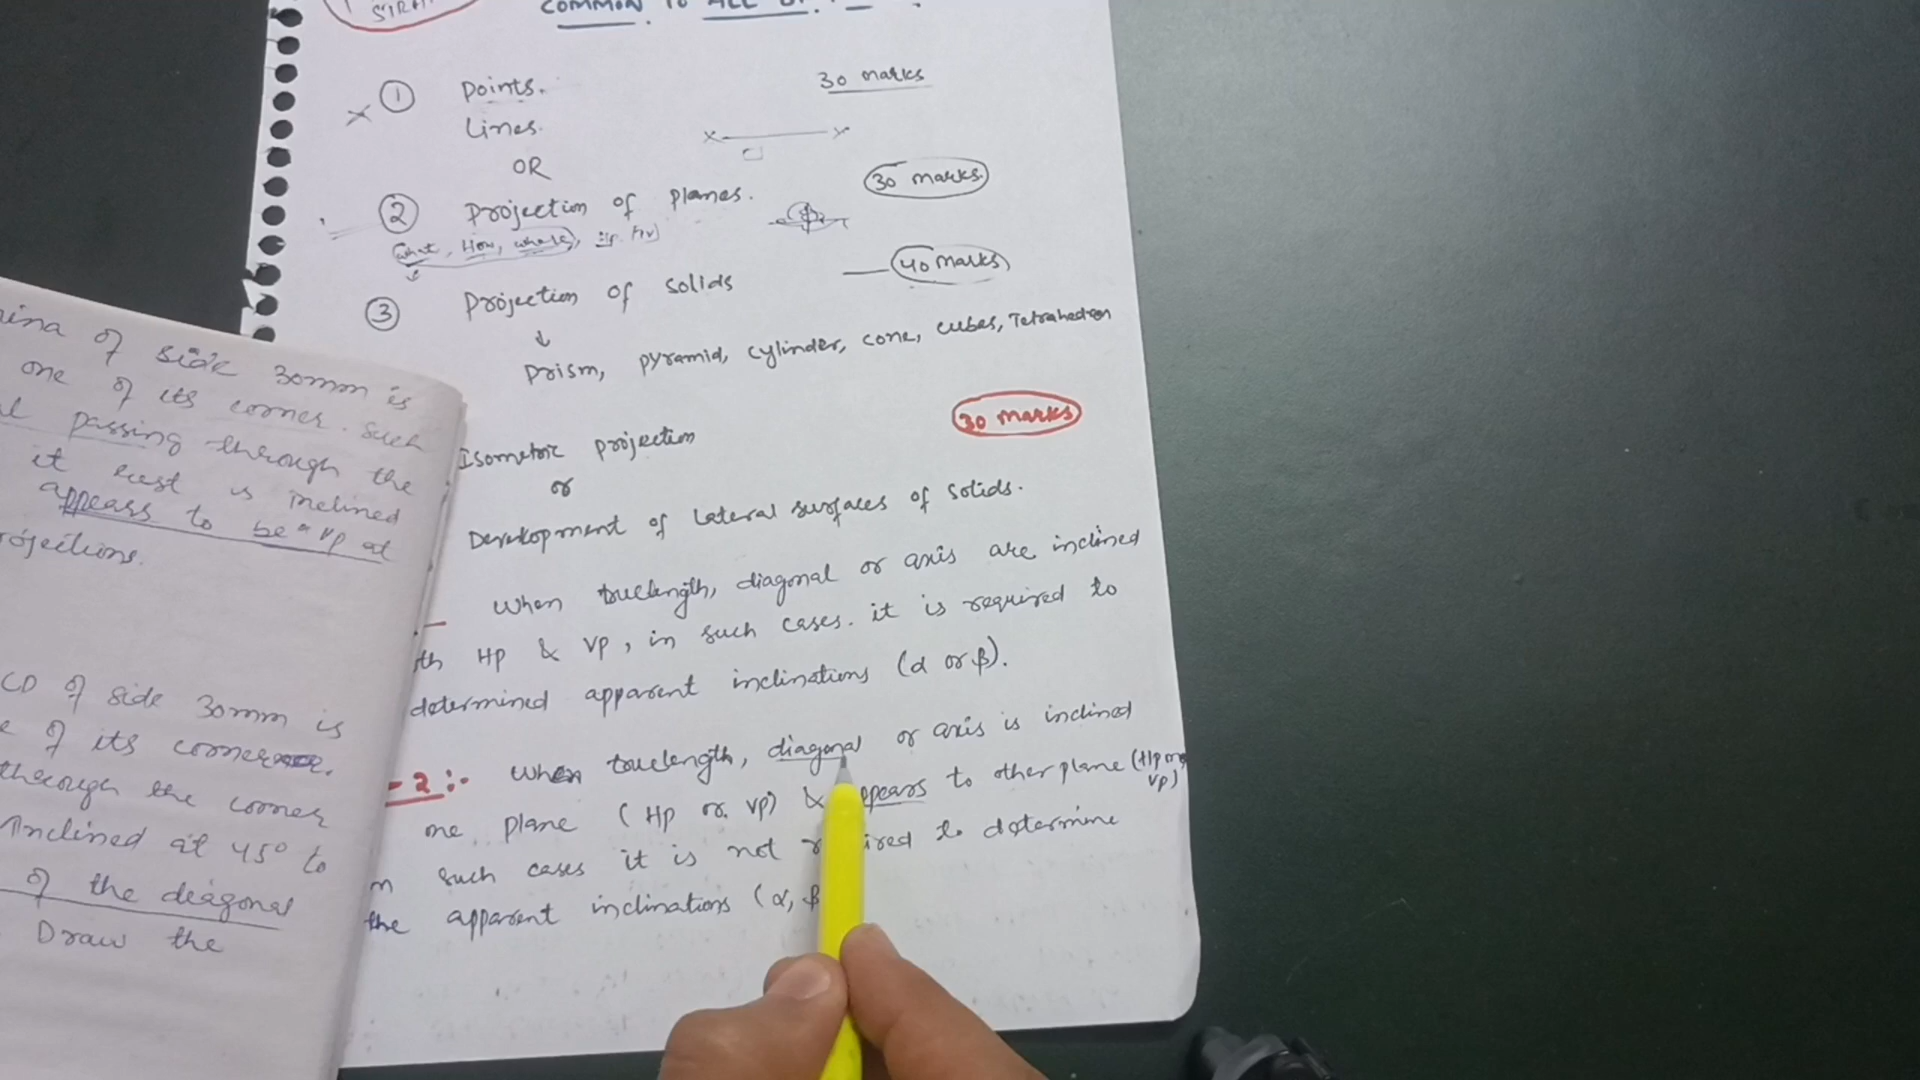 COMMON TO ALL
① Points. 30 marks
Lines. X Y
OR
② Projection of planes. 30 marks
What, How, where,
③ Projection of solids 40 marks
Prism, pyramid, cylinder, cone, cubes, Tetrahedron
Isometric projection 30 marks
or
Development of Lateral surfaces of solids.
When truelength, diagonal or axis are inclined
th HP & VP, in such cases. it is required to
determined apparent inclinations (α or β).
- 2 :- When truelength, diagonal or axis is inclined
one plane (HP or VP) & appears to other plane (HP or
VP)
n such cases it is not to determine
the apparent inclinations (α, β
ina of side 30mm is
one of its corner. Such
passing through the
it rest is inclined
appears to be VP at
ojections.
CD of side 30mm is
of its corner
through the corner
Inclined at 45° to
of the diagonal
Draw the